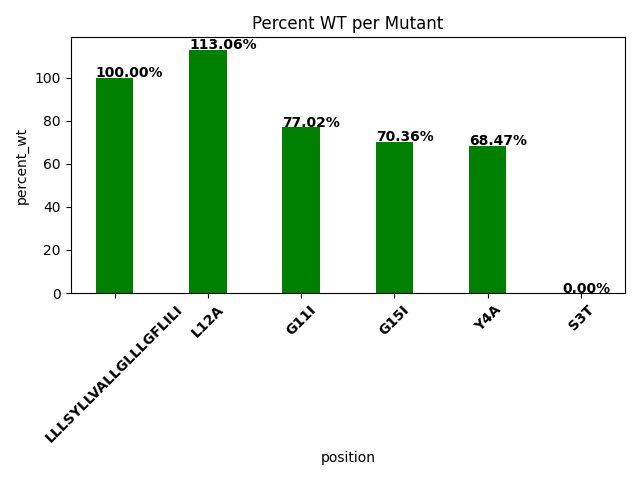 Percent WT per Mutant
percent_wt
100
80
60
40
20
0
100.00%
113.06%
77.02%
70.36%
68.47%
0.00%
LLLSYLLVALLGLLLGFLILI
L12A
G11I
G15I
Y4A
S3T
position